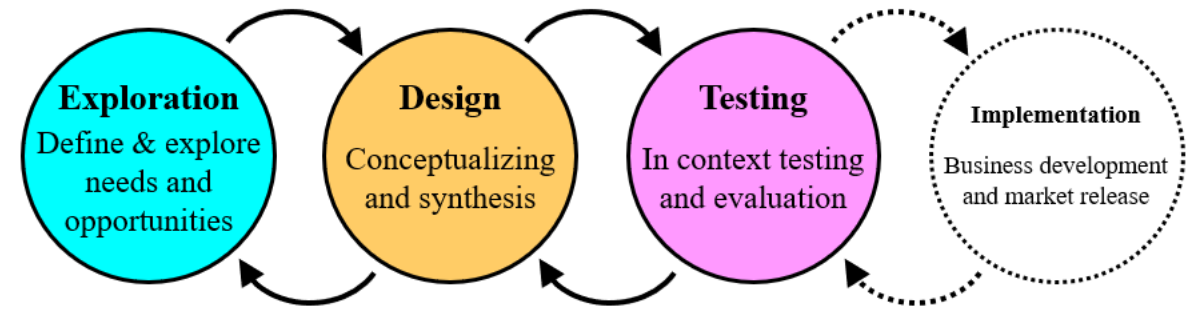 Exploration
Define & explore
needs and
opportunities
Design
Conceptualizing
and synthesis
Testing
In context testing
and evaluation
Implementation
Business development
and market release